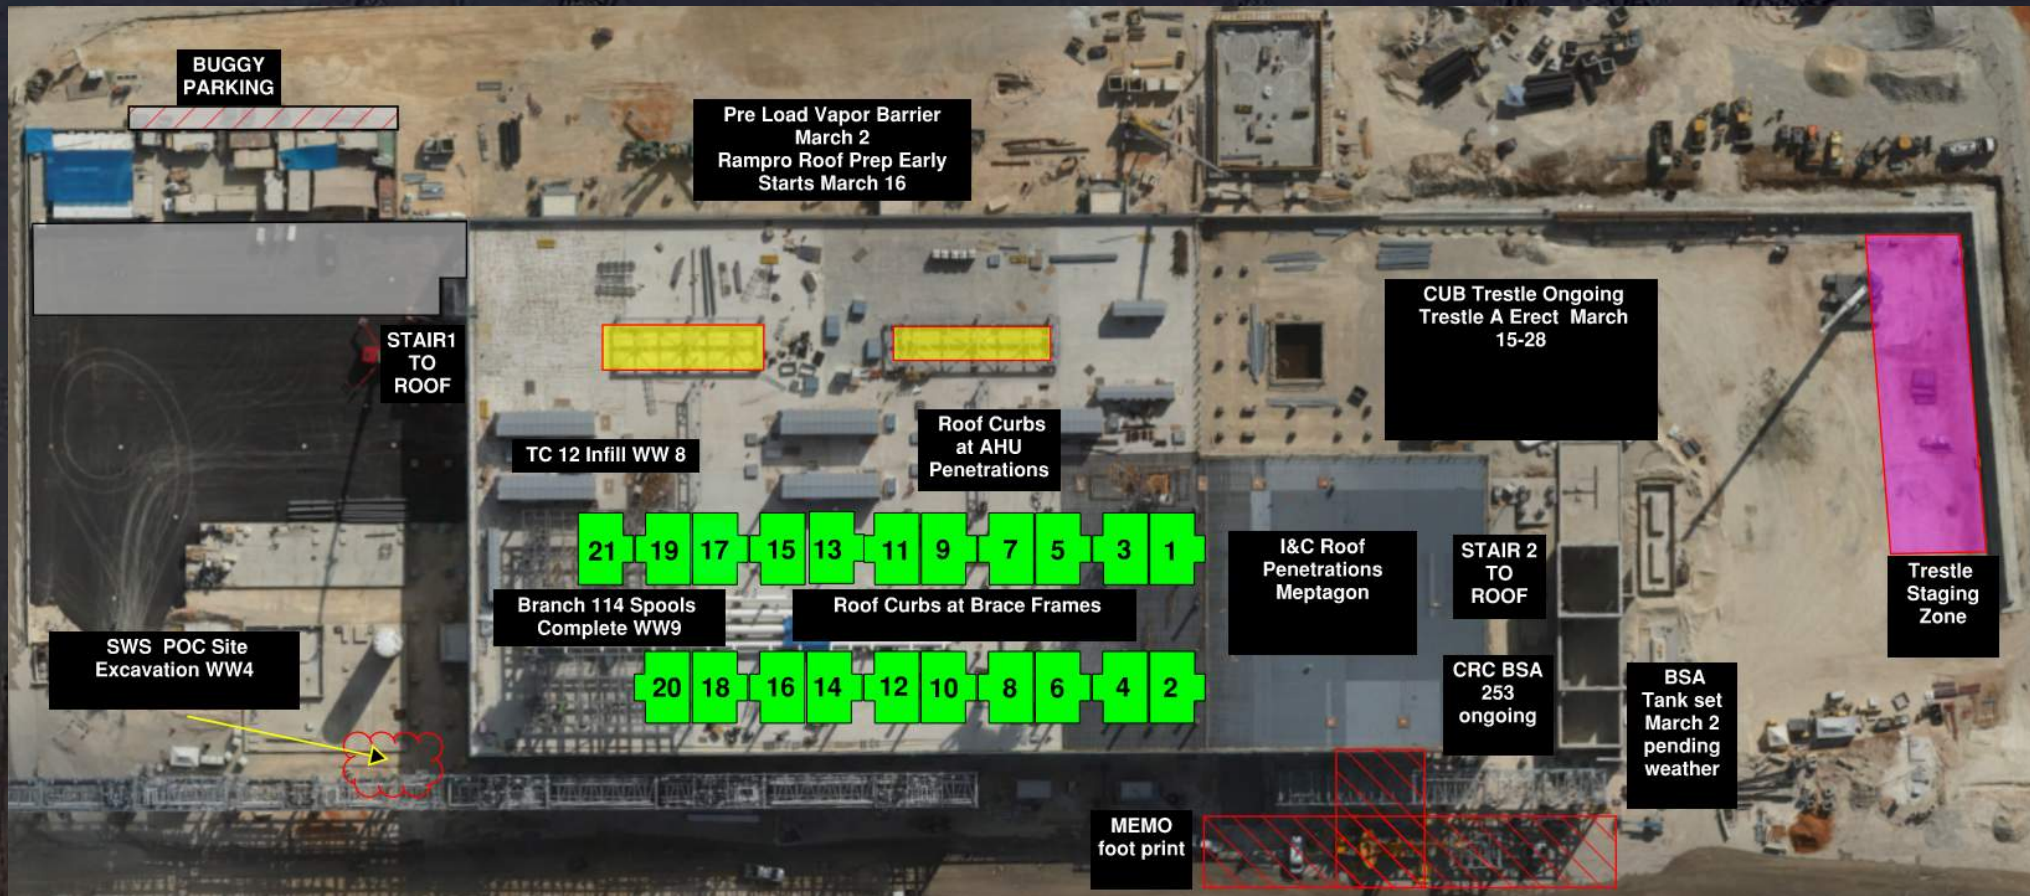 BUGGY
PARKING
Pre Load Vapor Barrier
March 2
Rampro Roof Prep Early
Starts March 16
CUB Trestle Ongoing
Trestle A Erect March
15-28
STAIR1
TO
ROOF
Roof Curbs
at AHU
Penetrations
TC 12 Infill WW 8
21 19 17 15 13 11 9 7 5 3 1
I&C Roof
Penetrations
Meptagon
STAIR 2
TO
ROOF
Trestle
Staging
Zone
Branch 114 Spools
Complete WW9
Roof Curbs at Brace Frames
SWS POC Site
Excavation WW4
20 18 16 14 12 10 8 6 4 2
CRC BSA
253
ongoing
BSA
Tank set
March 2
pending
weather
MEMO
foot print